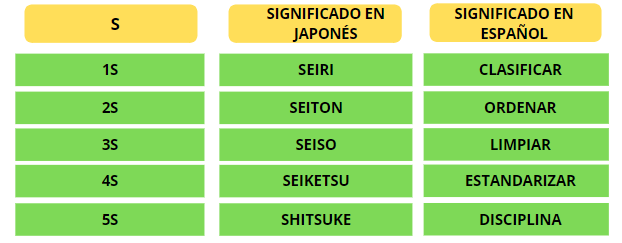 S
SIGNIFICADO EN
JAPONÉS
SIGNIFICADO EN
ESPAÑOL
1S SEIRI CLASIFICAR
2S SEITON ORDENAR
3S SEISO LIMPIAR
4S SEIKETSU ESTANDARIZAR
5S SHITSUKE DISCIPLINA